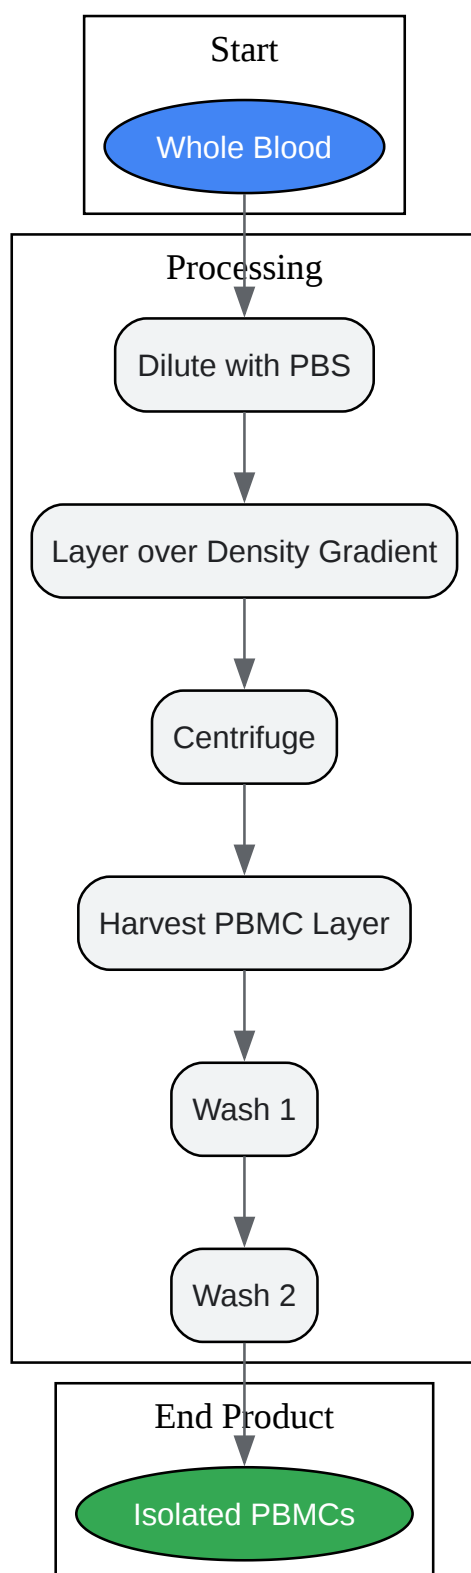 Start
Whole Blood
Processing
Dilute with PBS
Layer over Density Gradient
Centrifuge
Harvest PBMC Layer
Wash 1
Wash 2
End Product
Isolated PBMCs